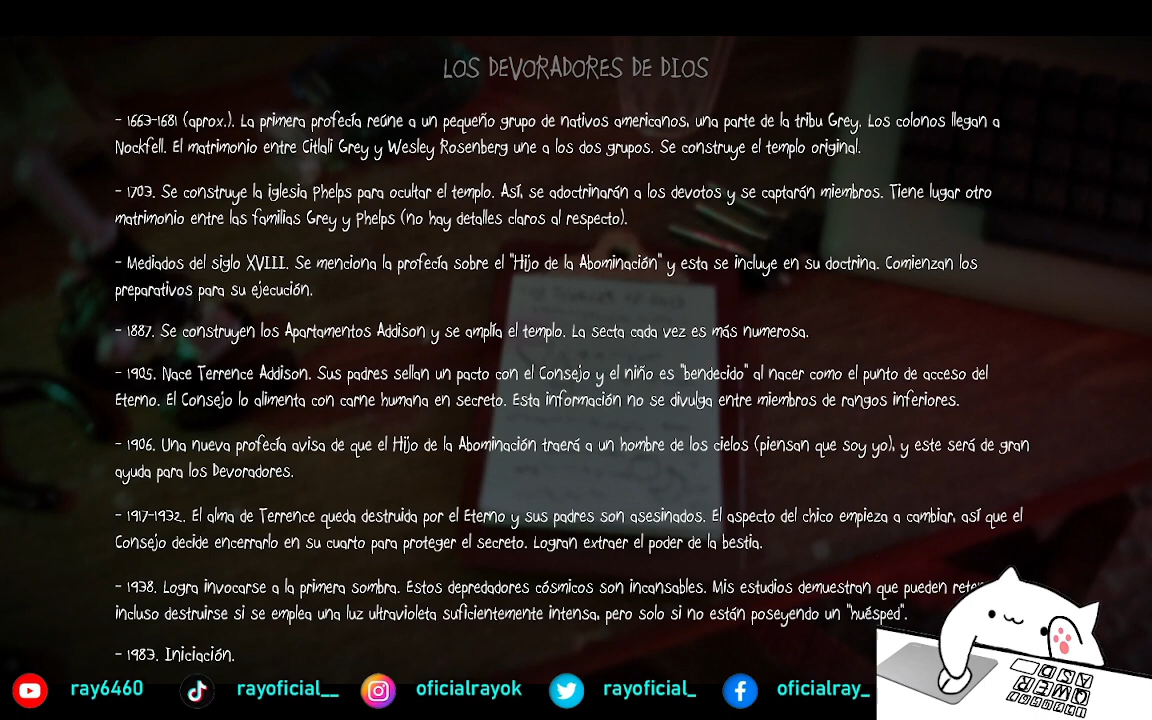 LOS DEVORADORES DE DIOS
- 1663-1681 (aprox.). La primera profecía reúne a un pequeño grupo de nativos americanos, una parte de la tribu Grey. Los colonos llegan a
Nockfell. El matrimonio entre Citlali Grey y Wesley Rosenberg une a los dos grupos. Se construye el templo original.
- 1703. Se construye la iglesia Phelps para ocultar el templo. Así, se adoctrinarán a los devotos y se captarán miembros. Tiene lugar otro
matrimonio entre las familias Grey y Phelps (no hay detalles claros al respecto).
- Mediados del siglo XVIII. Se menciona la profecía sobre el "Hijo de la Abominación" y esta se incluye en su doctrina. Comienzan los
preparativos para su ejecución.
- 1887. Se construyen los Apartamentos Addison y se amplía el templo. La secta cada vez es más numerosa.
- 1905. Nace Terrence Addison. Sus padres sellan un pacto con el Consejo y el niño es "bendecido" al nacer como el punto de acceso del
Eterno. El Consejo lo alimenta con carne humana en secreto. Esta información no se divulga entre miembros de rangos inferiores.
- 1906. Una nueva profecía avisa de que el Hijo de la Abominación traerá a un hombre de los cielos (piensan que soy yo), y este será de gran
ayuda para los Devoradores.
- 1917-1932. El alma de Terrence queda destruida por el Eterno y sus padres son asesinados. El aspecto del chico empieza a cambiar, así que el
Consejo decide encerrarlo en su cuarto para proteger el secreto. Logran extraer el poder de la bestia.
- 1938. Logra invocarse a la primera sombra. Estos depredadores cósmicos son incansables. Mis estudios demuestran que pueden
incluso destruirse si se emplea una luz ultravioleta suficientemente intensa, pero solo si no están poseyendo un "huésped".
- 1983. Iniciación.
ray6460 rayoficial__ oficialrayok rayoficial_ oficialray_